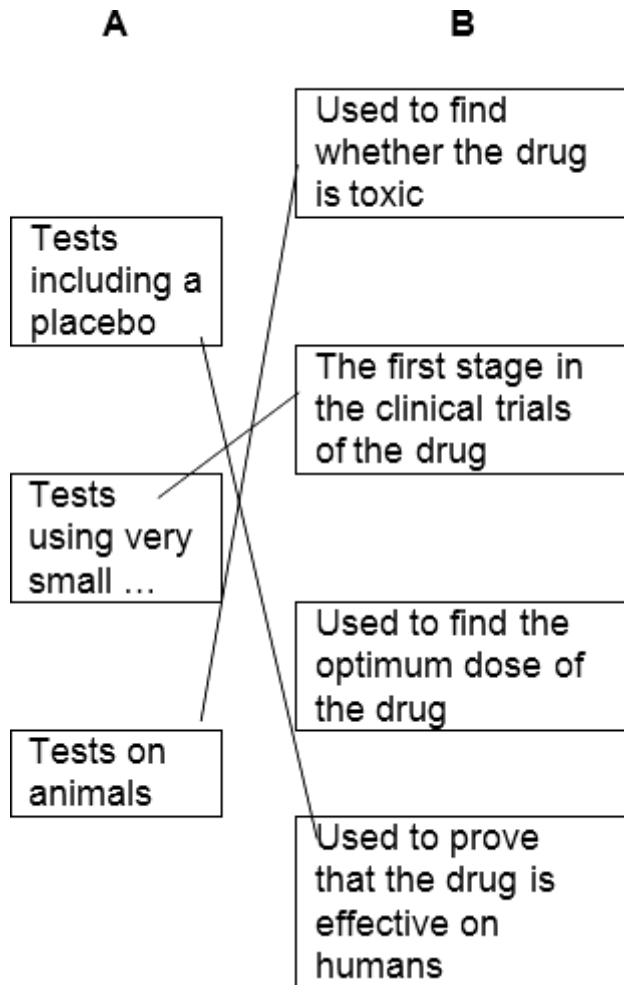 A
B
Tests
including a
placebo
Tests
using very
small …
Tests on
animals
Used to find
whether the drug
is toxic
The first stage in
the clinical trials
of the drug
Used to find the
optimum dose of
the drug
Used to prove
that the drug is
effective on
humans